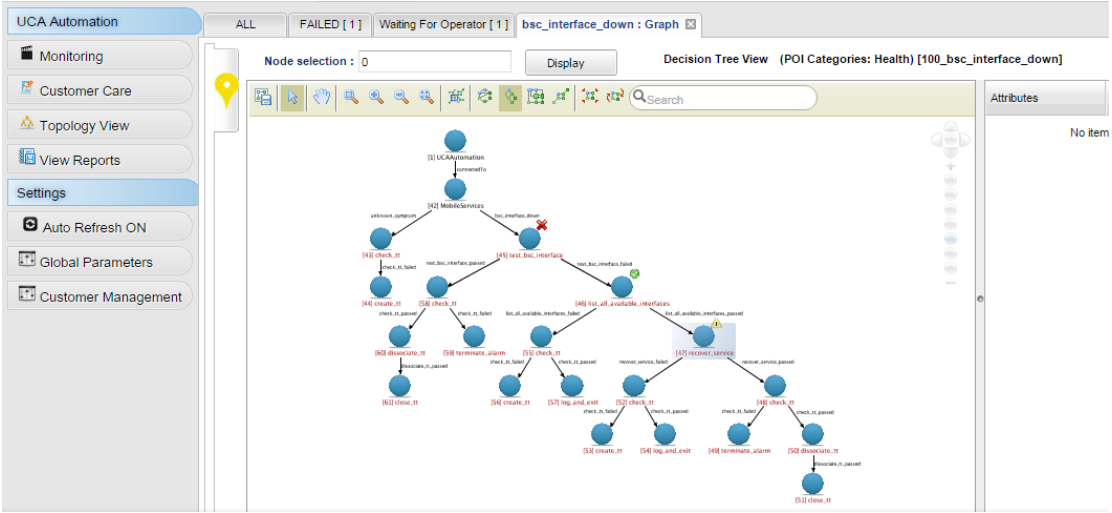 UCA Automation
Monitoring
Customer Care
Topology View
View Reports
Settings
Auto Refresh ON
Global Parameters
Customer Management
ALL
FAILED [ 1 ]
Waiting For Operator [ 1 ]
bsc_interface_down : Graph
Node selection : 0
Display
Decision Tree View (POI Categories: Health) [100_bsc_interface_down]
Search
Attributes
No item
[1] UCAAutomation
connectedTo
[42] MobileServices
unknown_symptom
bsc_interface_down
[43] check_tt
[45] test_bsc_interface
check_tt_failed
test_bsc_interface_passed
test_bsc_interface_failed
[44] create_tt
[58] check_tt
[46] list_all_available_interfaces
check_tt_passed
check_tt_failed
list_all_available_interfaces_failed
list_all_available_interfaces_passed
[60] dissociate_tt
[59] terminate_alarm
[55] check_tt
[47] recover_service
dissociate_tt_passed
check_tt_failed
check_tt_passed
recover_service_failed
recover_service_passed
[61] close_tt
[56] create_tt
[57] log_and_exit
[52] check_tt
[48] check_tt
check_tt_failed
check_tt_passed
check_tt_failed
check_tt_passed
[53] create_tt
[54] log_and_exit
[49] terminate_alarm
[50] dissociate_tt
dissociate_tt_passed
[51] close_tt